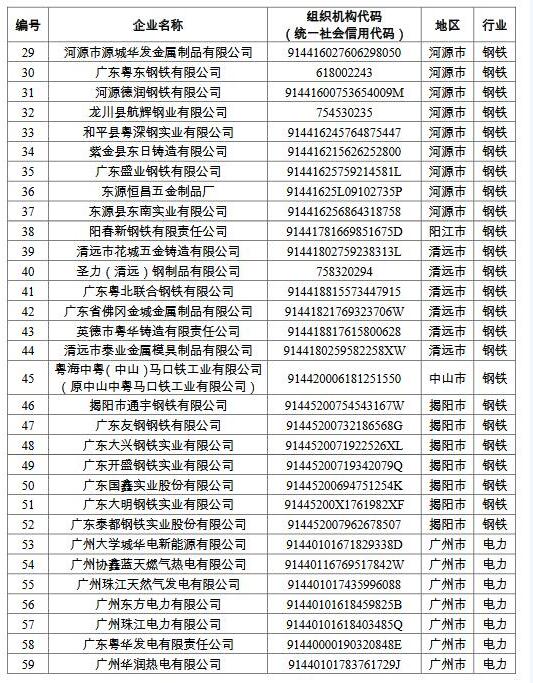 编号 企业名称 组织机构代码 地区 行业
（统一社会信用代码）
29 河源市源城华发金属制品有限公司 914416027606298050 河源市 钢铁
30 广东粤东钢铁有限公司 618002243 河源市 钢铁
31 河源德润钢铁有限公司 91441600753654009M 河源市 钢铁
32 龙川县航辉钢业有限公司 754530235 河源市 钢铁
33 和平县粤深钢实业有限公司 914416245764875447 河源市 钢铁
34 紫金县东日铸造有限公司 914416215626252800 河源市 钢铁
35 广东盛业钢铁有限公司 91441625759214581L 河源市 钢铁
36 东源恒昌五金制品厂 91441625L09102735P 河源市 钢铁
37 东源县东南实业有限公司 914416256864318758 河源市 钢铁
38 阳春新钢铁有限责任公司 91441781669851675D 阳江市 钢铁
39 清远市花城五金铸造有限公司 91441802759238313L 清远市 钢铁
40 圣力（清远）钢制品有限公司 758320294 清远市 钢铁
41 广东粤北联合钢铁有限公司 914418815573447915 清远市 钢铁
42 广东省佛冈金城金属制品有限公司 91441821769323706W 清远市 钢铁
43 英德市粤华铸造有限责任公司 914418817615800628 清远市 钢铁
44 清远市泰业金属模具制品有限公司 9144180259582258XW 清远市 钢铁
45 粤海中粤（中山）马口铁工业有限公司 914420006181251550 中山市 钢铁
（原中山中粤马口铁工业有限公司）
46 揭阳市通宇钢铁有限公司 91445200754543167W 揭阳市 钢铁
47 广东友钢钢铁有限公司 91445200732186568G 揭阳市 钢铁
48 广东大兴钢铁实业有限公司 9144520071922526XL 揭阳市 钢铁
49 广东开盛钢铁实业有限公司 91445200719342079Q 揭阳市 钢铁
50 广东国鑫实业股份有限公司 91445200694751254K 揭阳市 钢铁
51 广东大明钢铁实业有限公司 91445200X1761982XF 揭阳市 钢铁
52 广东泰都钢铁实业股份有限公司 914452007962678507 揭阳市 钢铁
53 广州大学城华电新能源有限公司 91440101671829338D 广州市 电力
54 广州协鑫蓝天燃气热电有限公司 91440116769517842W 广州市 电力
55 广州珠江天然气发电有限公司 914401017435996088 广州市 电力
56 广州东方电力有限公司 91440101618459825B 广州市 电力
57 广州珠江电力有限公司 91440101618403485Q 广州市 电力
58 广东粤华发电有限责任公司 91440000190320848E 广州市 电力
59 广州华润热电有限公司 91440101783761729J 广州市 电力